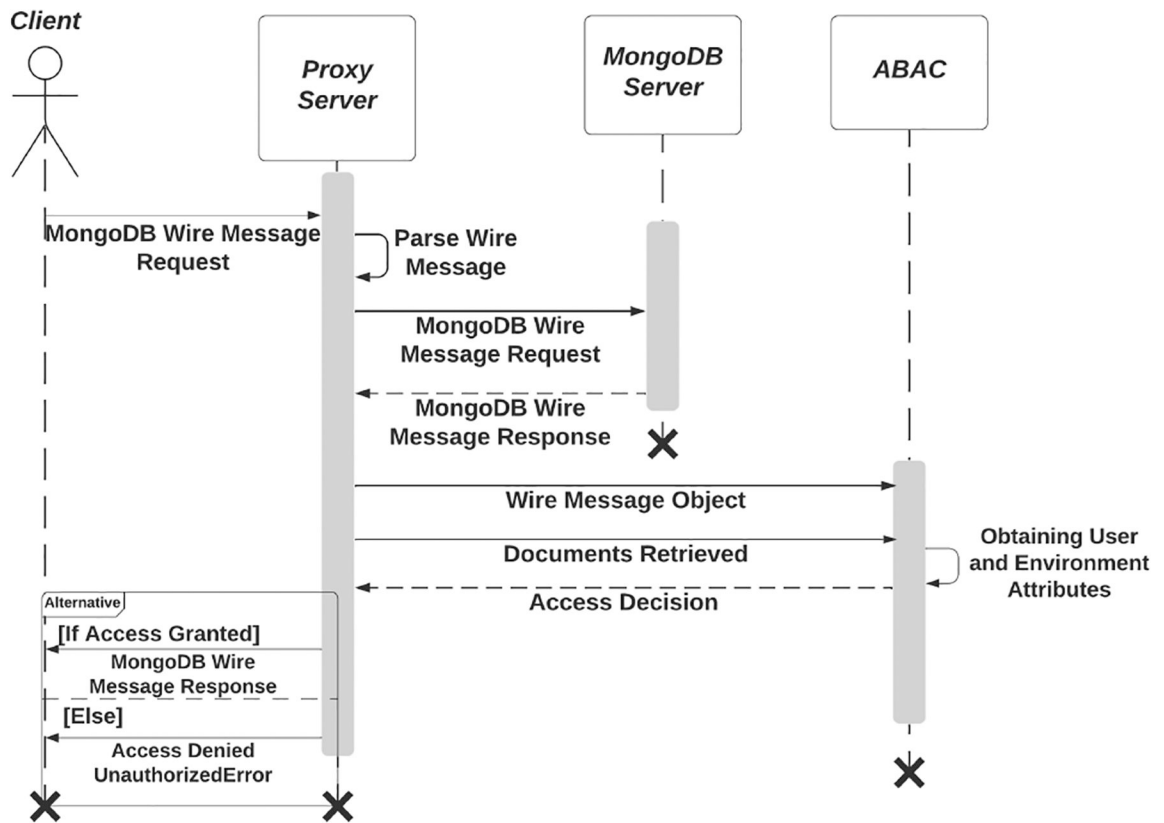 Client
Proxy
Server
MongoDB
Server
ABAC
MongoDB Wire Message
Request
Parse Wire
Message
MongoDB Wire
Message Request
MongoDB Wire
Message Response
Wire Message Object
Documents Retrieved
Obtaining User
and Environment
Attributes
Access Decision
Alternative
[If Access Granted]
MongoDB Wire
Message Response
[Else]
Access Denied
UnauthorizedError